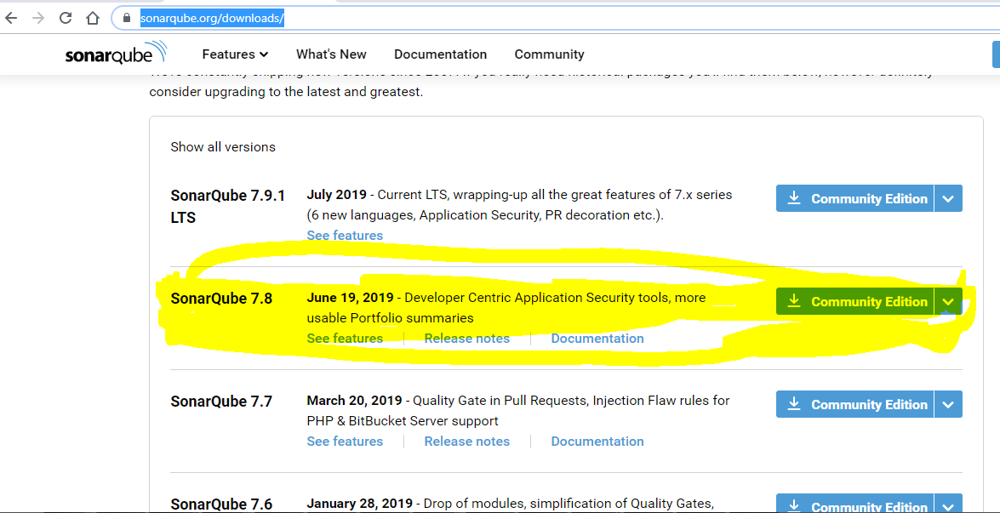 sonarqube.org/downloads/
sonarqube
Features
What's New
Documentation
Community
consider upgrading to the latest and greatest.
Show all versions
SonarQube 7.9.1
LTS
July 2019 - Current LTS, wrapping-up all the great features of 7.x series
(6 new languages, Application Security, PR decoration etc.).
See features
Community Edition
SonarQube 7.8
June 19, 2019 - Developer Centric Application Security tools, more
usable Portfolio summaries
See features
Release notes
Documentation
Community Edition
SonarQube 7.7
March 20, 2019 - Quality Gate in Pull Requests, Injection Flaw rules for
PHP & BitBucket Server support
See features
Release notes
Documentation
Community Edition
SonarQube 7.6
January 28, 2019 - Drop of modules, simplification of Quality Gates,
Community Edition